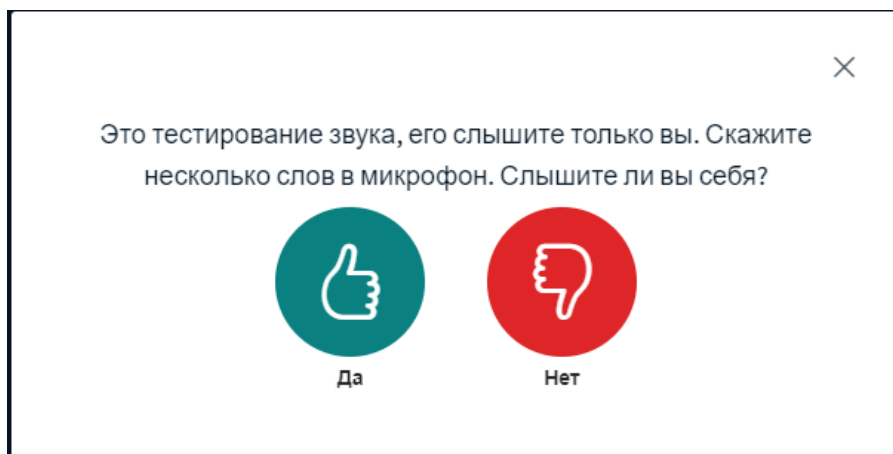 Это тестирование звука, его слышите только вы. Скажите
несколько слов в микрофон. Слышите ли вы себя?
Да
Нет